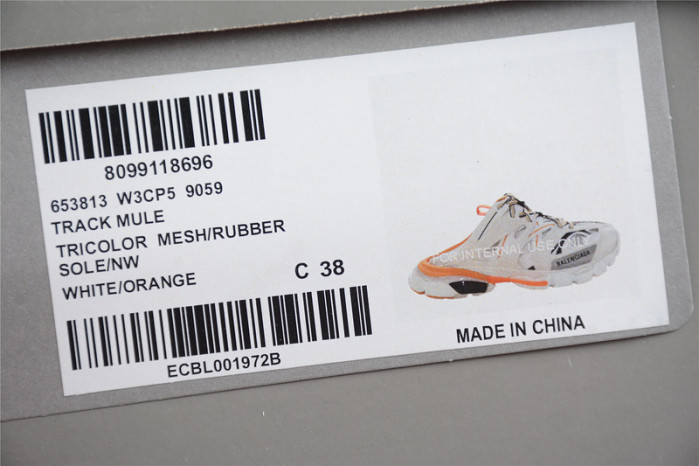 8099118696
653813 W3CP5 9059
TRACK MULE
TRICOLOR MESH/RUBBER
SOLE/NW
WHITE/ORANGE
C 38
ECBL001972B
FOR INTERNAL USE ONLY
BALENCIAGA
MADE IN CHINA